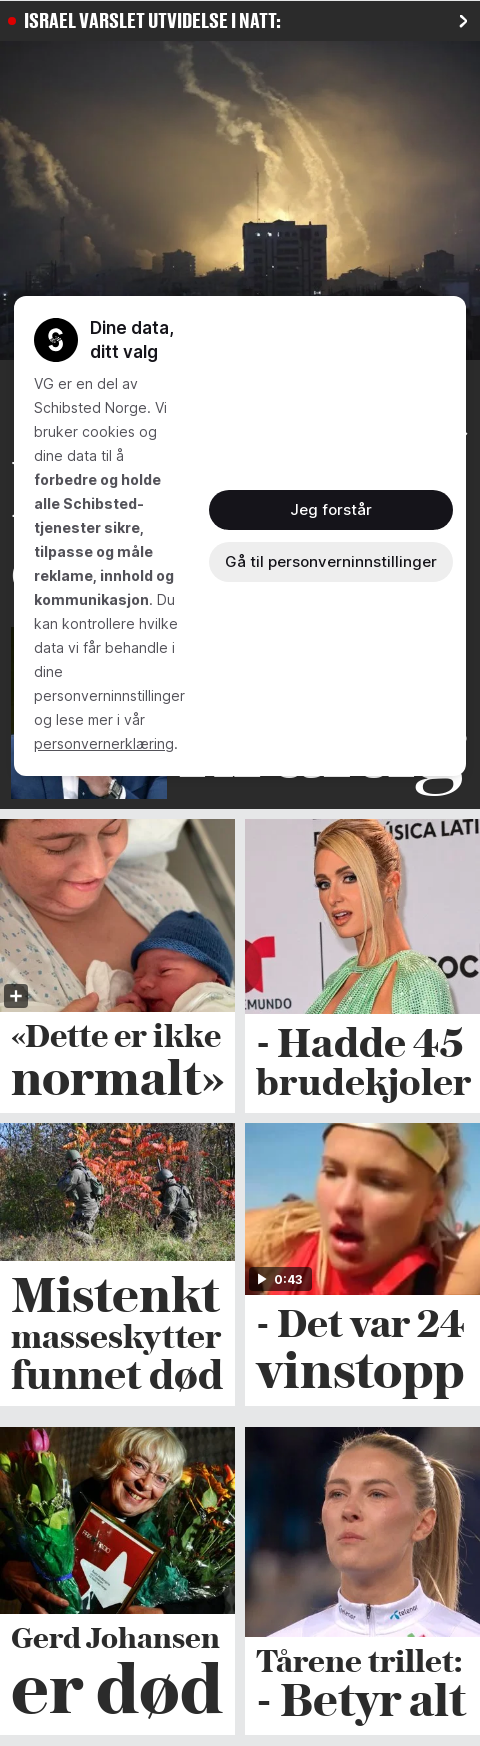 ISRAEL VARSLET UTVIDELSE I NATT:
Dine data,
ditt valg
VG er en del av
Schibsted Norge. Vi
bruker cookies og
dine data til å
forbedre og holde
alle Schibsted-
tjenester sikre,
tilpasse og måle
reklame, innhold og
kommunikasjon. Du
kan kontrollere hvilke
data vi får behandle i
dine
personverninnstillinger
og lese mer i vår
personvernerklæring.
Jeg forstår
Gå til personverninnstillinger
ÚSICA LATI
EMUNDO
«Dette er ikke
normalt»
- Hadde 45
brudekjoler
0:43
Mistenkt
masseskytter
funnet død
- Det var 24
vinstopp
telenor
Gerd Johansen
er død
Tårene trillet:
- Betyr alt